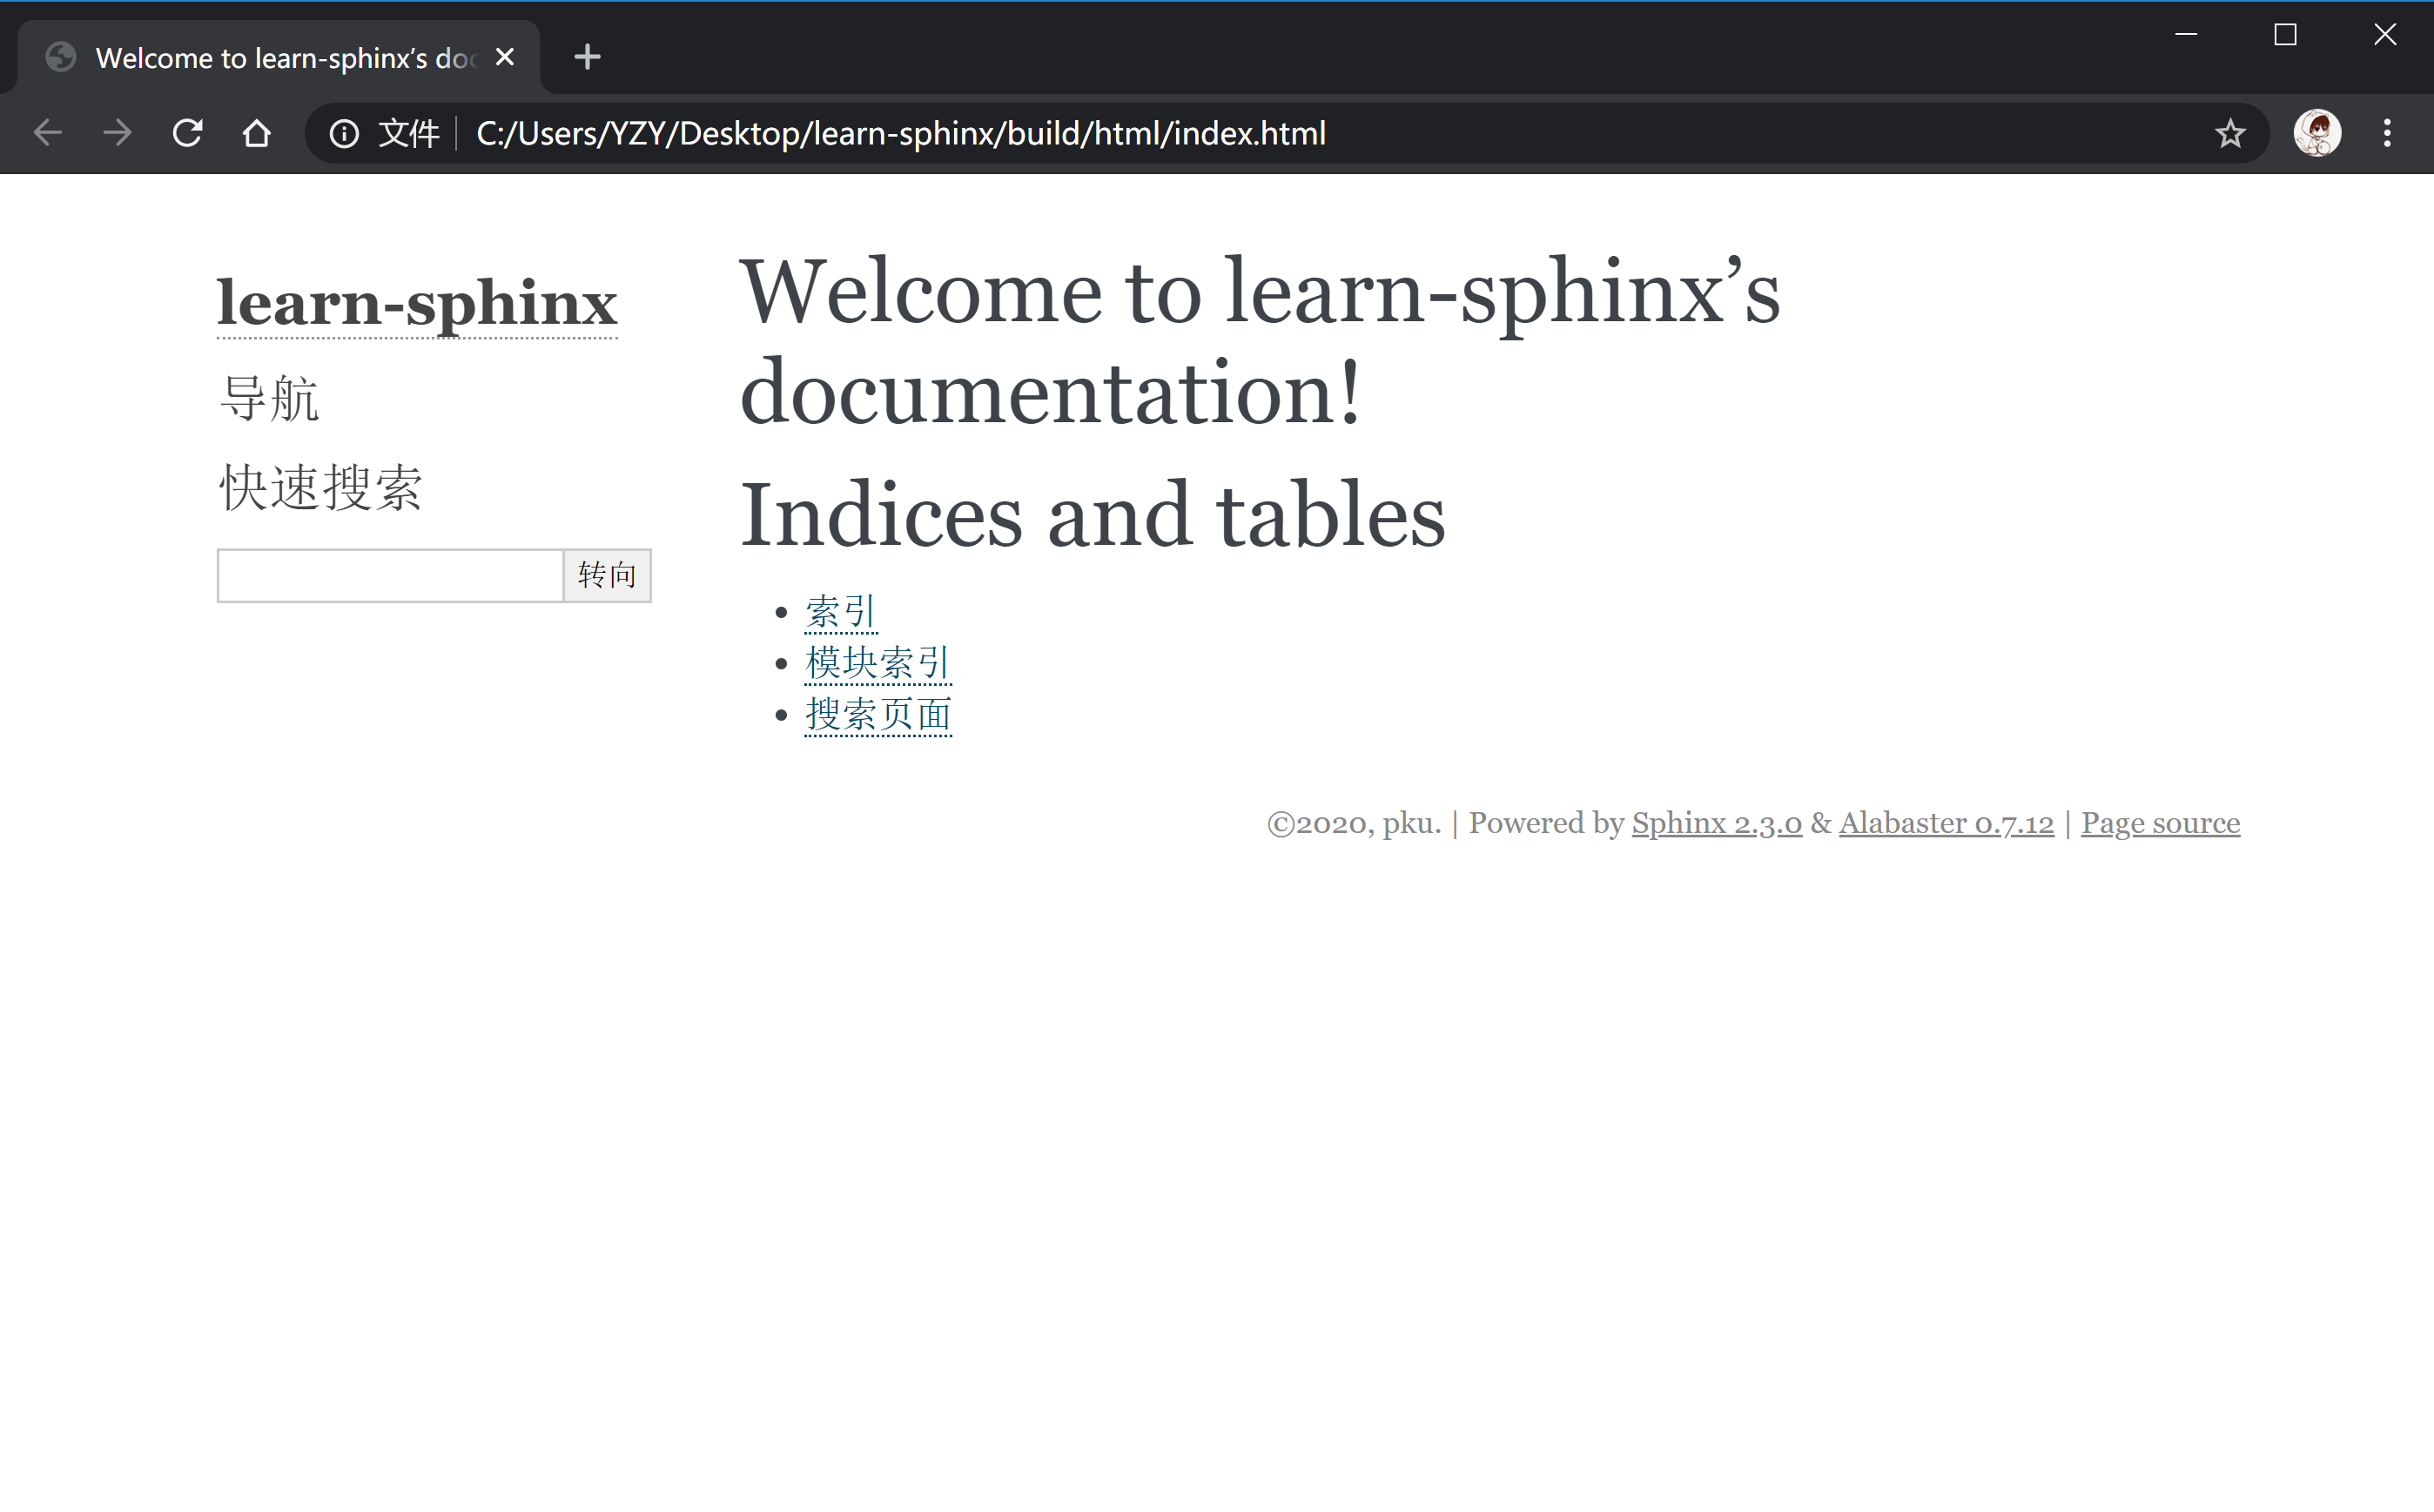 Welcome to learn-sphinx’s doc
文件 C:/Users/YZY/Desktop/learn-sphinx/build/html/index.html
learn-sphinx
导航
快速搜索
转向
Welcome to learn-sphinx’s
documentation!
Indices and tables
索引
模块索引
搜索页面
©2020, pku. | Powered by Sphinx 2.3.0 & Alabaster 0.7.12 | Page source